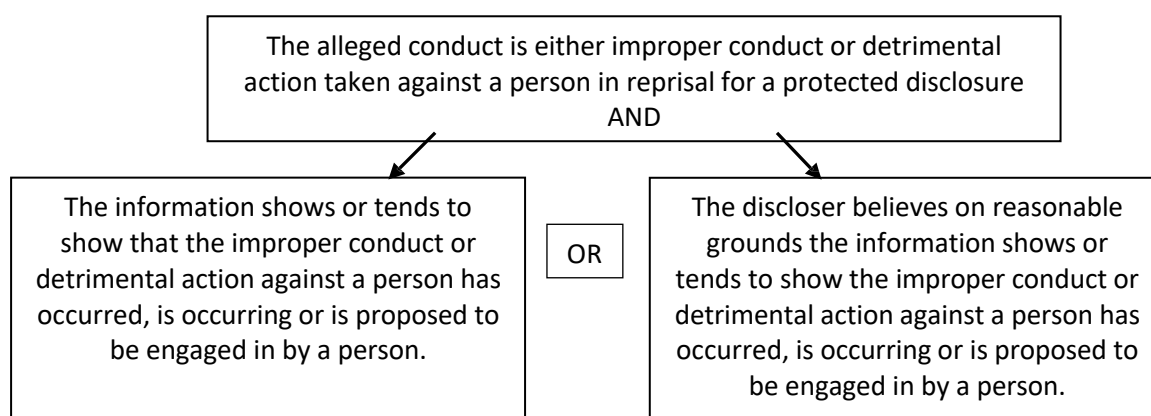 The alleged conduct is either improper conduct or detrimental
action taken against a person in reprisal for a protected disclosure
AND
The information shows or tends to
show that the improper conduct or
detrimental action against a person has
occurred, is occurring or is proposed to
be engaged in by a person.
OR
The discloser believes on reasonable
grounds the information shows or
tends to show the improper conduct or
detrimental action against a person has
occurred, is occurring or is proposed to
be engaged in by a person.